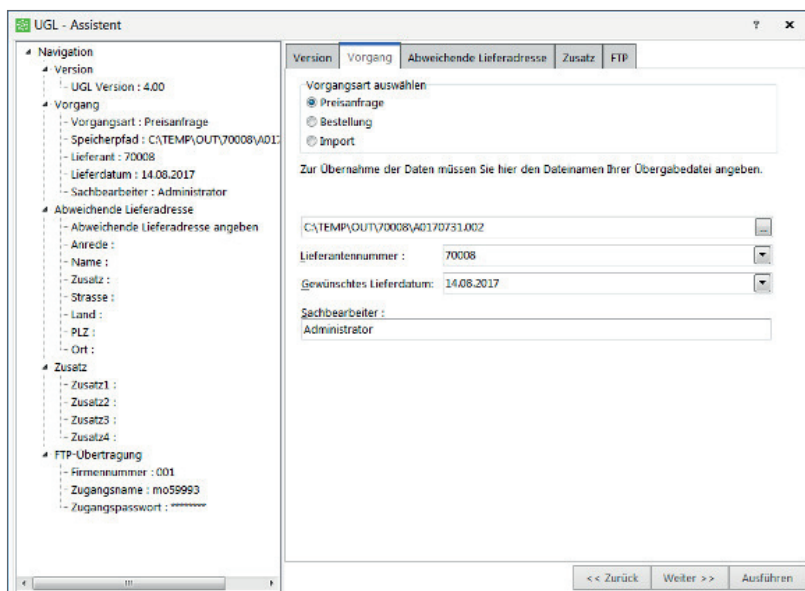 UGL - Assistent
Navigation
Version
UGL Version : 4.00
Vorgang
Vorgangsart : Preisanfrage
Speicherpfad : C:\TEMP\OUT\70008\A017
Lieferant : 70008
Lieferdatum : 14.08.2017
Sachbearbeiter : Administrator
Abweichende Lieferadresse
Abweichende Lieferadresse angeben
Anrede :
Name :
Zusatz :
Strasse :
Land :
PLZ :
Ort :
Zusatz
Zusatz1 :
Zusatz2 :
Zusatz3 :
Zusatz4 :
FTP-Übertragung
Firmennummer : 001
Zugangsname : mo59993
Zugangspasswort : ********
Version Vorgang Abweichende Lieferadresse Zusatz FTP
Vorgangsart auswählen
Preisanfrage
Bestellung
Import
Zur Übernahme der Daten müssen Sie hier den Dateinamen Ihrer Übergabedatei angeben.
C:\TEMP\OUT\70008\A0170731.002 ...
Lieferantennummer : 70008
Gewünschtes Lieferdatum: 14.08.2017
Sachbearbeiter :
Administrator
<< Zurück Weiter >> Ausführen